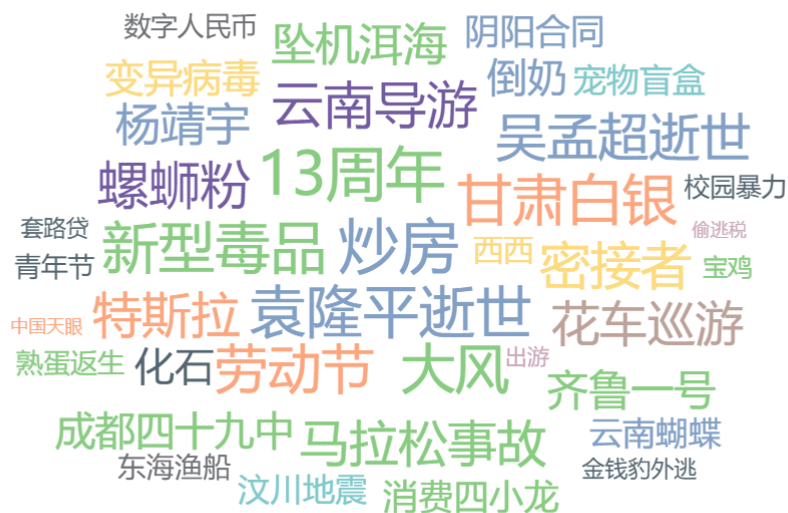 数字人民币
坠机洱海
阴阳合同
变异病毒
倒奶
宠物盲盒
云南导游
杨靖宇
吴孟超逝世
13周年
螺蛳粉
甘肃白银
校园暴力
套路贷
新型毒品
炒房
西西
密接者
偷逃税
青年节
宝鸡
中国天眼
特斯拉
袁隆平逝世
花车巡游
熟蛋返生
化石
劳动节
大风
出游
齐鲁一号
成都四十九中
马拉松事故
云南蝴蝶
东海渔船
金钱豹外逃
汶川地震
消费四小龙